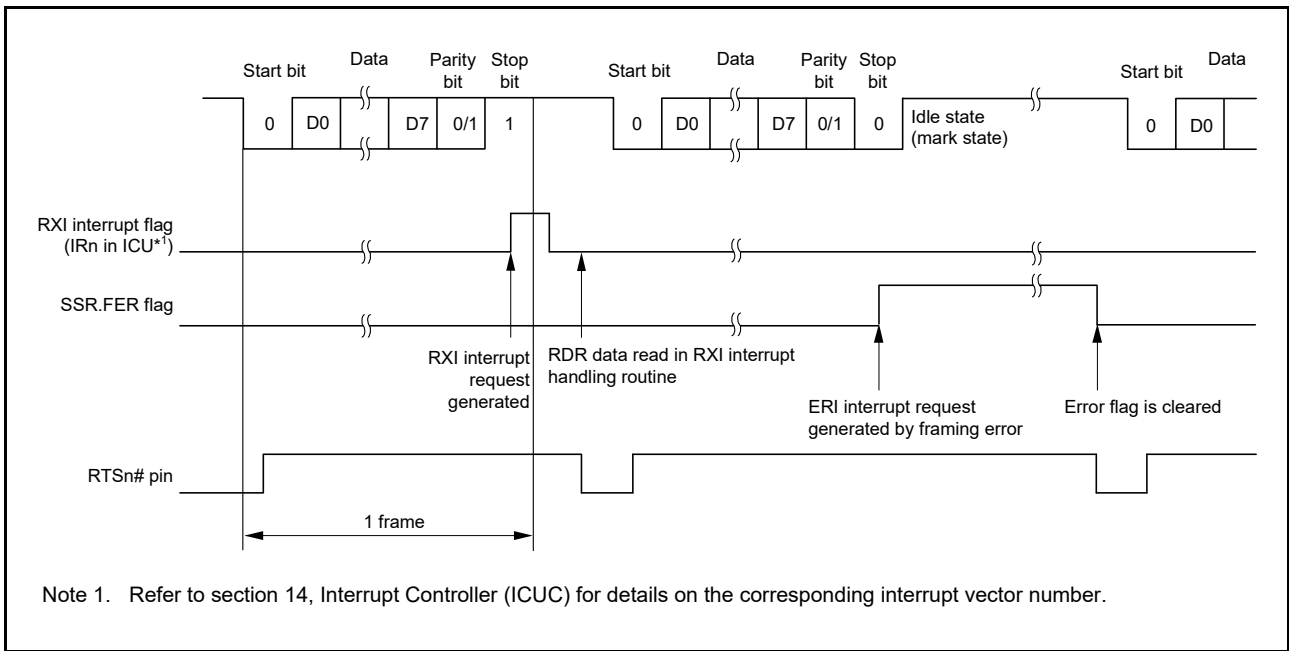 Start bit
Data
Parity bit
Stop bit
Start bit
Data
Parity bit
Stop bit
Start bit
Data
0
D0
D7
0/1
1
0
D0
D7
0/1
0
Idle state
(mark state)
0
D0
RXI interrupt flag
(IRn in ICU*1)
SSR.FER flag
RXI interrupt
request
generated
RDR data read in RXI interrupt
handling routine
ERI interrupt request
generated by framing error
Error flag is cleared
RTSn# pin
1 frame
Note 1. Refer to section 14, Interrupt Controller (ICUC) for details on the corresponding interrupt vector number.